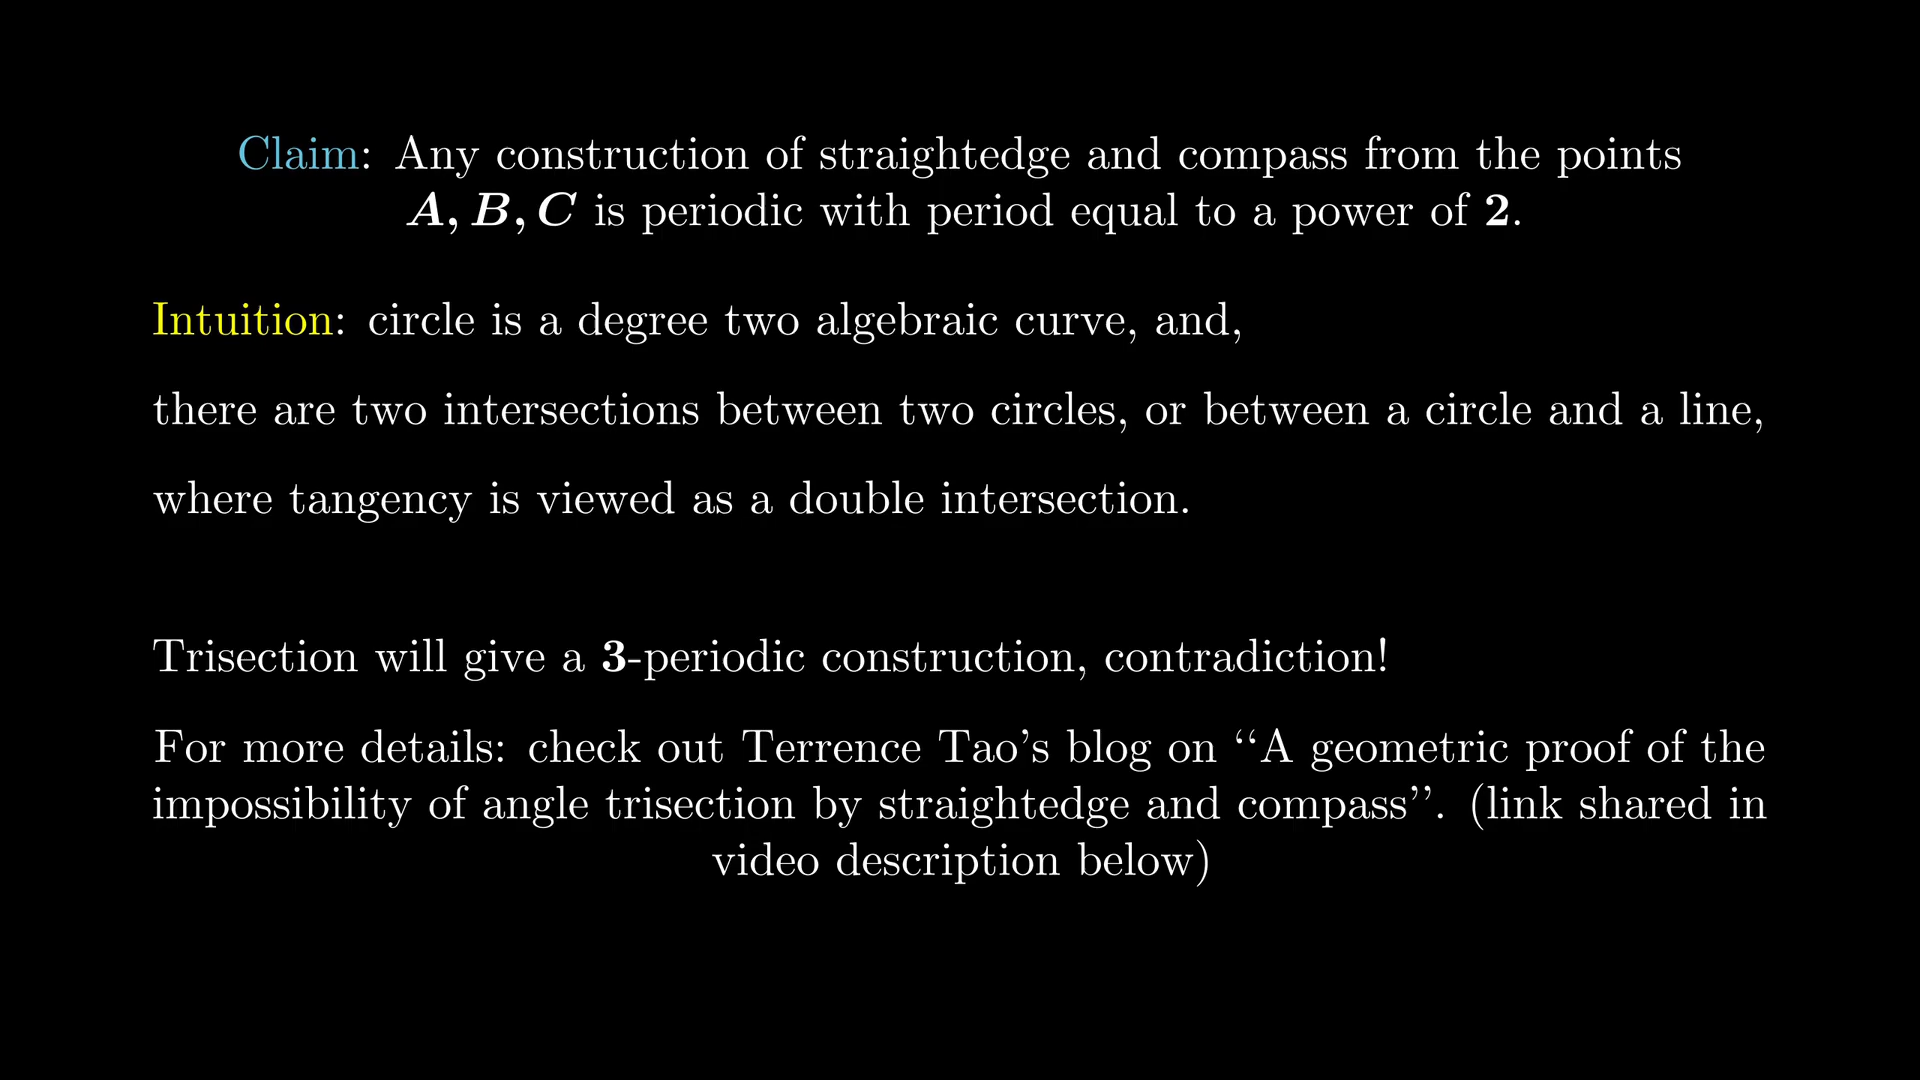 Claim: Any construction of straightedge and compass from the points
A, B, C is periodic with period equal to a power of 2.
Intuition: circle is a degree two algebraic curve, and,
there are two intersections between two circles, or between a circle and a line,
where tangency is viewed as a double intersection.
Trisection will give a 3-periodic construction, contradiction!
For more details: check out Terrence Tao’s blog on “A geometric proof of the
impossibility of angle trisection by straightedge and compass”. (link shared in
video description below)